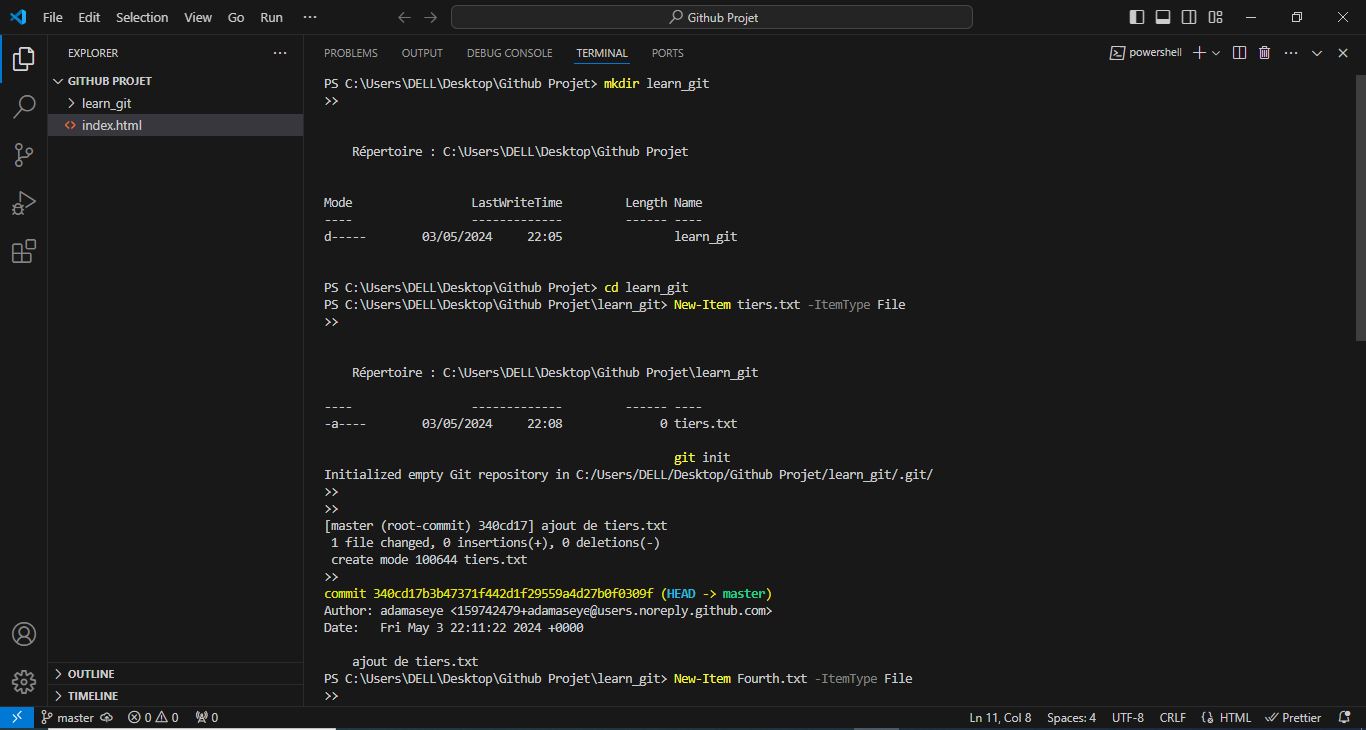 File Edit Selection View Go Run ··· Github Projet
EXPLORER ···
GITHUB PROJET
learn_git
index.html
OUTLINE
TIMELINE
PROBLEMS OUTPUT DEBUG CONSOLE TERMINAL PORTS powershell
PS C:\Users\DELL\Desktop\Github Projet> mkdir learn_git
>>
Répertoire : C:\Users\DELL\Desktop\Github Projet
Mode LastWriteTime Length Name
---- ------------- ------ ----
d----- 03/05/2024 22:05 learn_git
PS C:\Users\DELL\Desktop\Github Projet> cd learn_git
PS C:\Users\DELL\Desktop\Github Projet\learn_git> New-Item tiers.txt -ItemType File
>>
Répertoire : C:\Users\DELL\Desktop\Github Projet\learn_git
---- ------------- ------ ----
-a---- 03/05/2024 22:08 0 tiers.txt
git init
Initialized empty Git repository in C:/Users/DELL/Desktop/Github Projet/learn_git/.git/
>>
>>
[master (root-commit) 340cd17] ajout de tiers.txt
1 file changed, 0 insertions(+), 0 deletions(-)
create mode 100644 tiers.txt
>>
commit 340cd17b3b47371f442d1f29559a4d27b0f0309f (HEAD -> master)
Author: adamaseye <159742479+adamaseye@users.noreply.github.com>
Date: Fri May 3 22:11:22 2024 +0000
ajout de tiers.txt
PS C:\Users\DELL\Desktop\Github Projet\learn_git> New-Item Fourth.txt -ItemType File
>>
master 0 0 0 Ln 11, Col 8 Spaces: 4 UTF-8 CRLF HTML Prettier